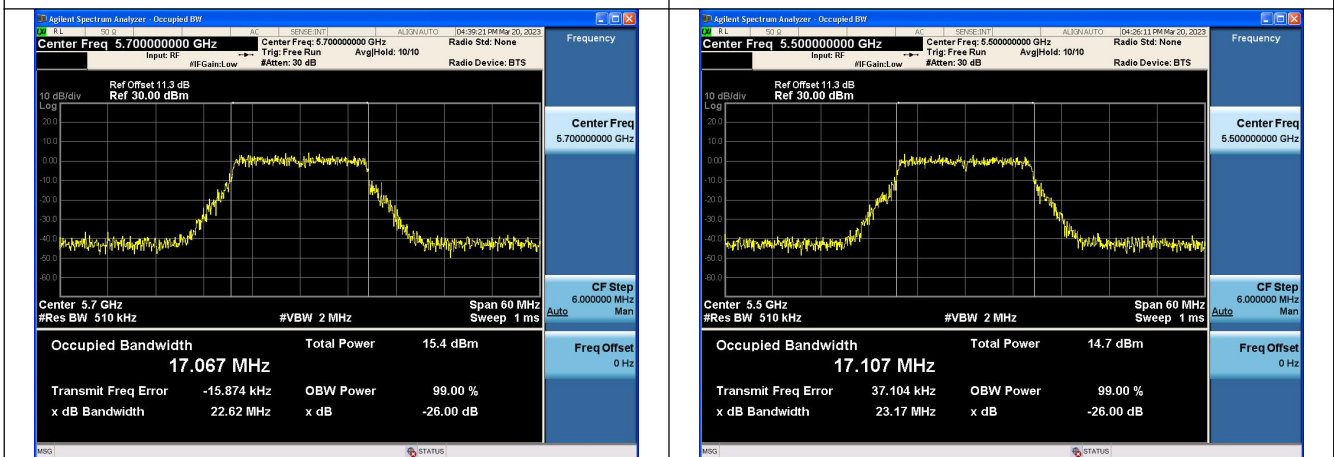 Agilent Spectrum Analyzer - Occupied BW
LXI RL 50 Ω AC SENSE:INT ALIGN AUTO 04:39:21 PM Mar 20, 2023
Center Freq 5.700000000 GHz
Center Freq: 5.700000000 GHz
Radio Std: None
Input: RF
Trig: Free Run Avg|Hold: 10/10
#IFGain:Low
#Atten: 30 dB
Radio Device: BTS
Ref Offset 11.3 dB
10 dB/div Ref 30.00 dBm
Log
20.0
10.0
0.00
-10.0
-20.0
-30.0
-40.0
-50.0
-60.0
Center 5.7 GHz Span 60 MHz
#Res BW 510 kHz #VBW 2 MHz Sweep 1 ms
Occupied Bandwidth Total Power 15.4 dBm
17.067 MHz
Transmit Freq Error -15.874 kHz OBW Power 99.00 %
x dB Bandwidth 22.62 MHz x dB -26.00 dB
MSG STATUS
Frequency
Center Freq
5.700000000 GHz
CF Step
6.000000 MHz
Auto Man
Freq Offset
0 Hz
Agilent Spectrum Analyzer - Occupied BW
LXI RL 50 Ω AC SENSE:INT ALIGN AUTO 04:26:11 PM Mar 20, 2023
Center Freq 5.500000000 GHz
Center Freq: 5.500000000 GHz
Radio Std: None
Input: RF
Trig: Free Run Avg|Hold: 10/10
#IFGain:Low
#Atten: 30 dB
Radio Device: BTS
Ref Offset 11.3 dB
10 dB/div Ref 30.00 dBm
Log
20.0
10.0
0.00
-10.0
-20.0
-30.0
-40.0
-50.0
-60.0
Center 5.5 GHz Span 60 MHz
#Res BW 510 kHz #VBW 2 MHz Sweep 1 ms
Occupied Bandwidth Total Power 14.7 dBm
17.107 MHz
Transmit Freq Error 37.104 kHz OBW Power 99.00 %
x dB Bandwidth 23.17 MHz x dB -26.00 dB
MSG STATUS
Frequency
Center Freq
5.500000000 GHz
CF Step
6.000000 MHz
Auto Man
Freq Offset
0 Hz